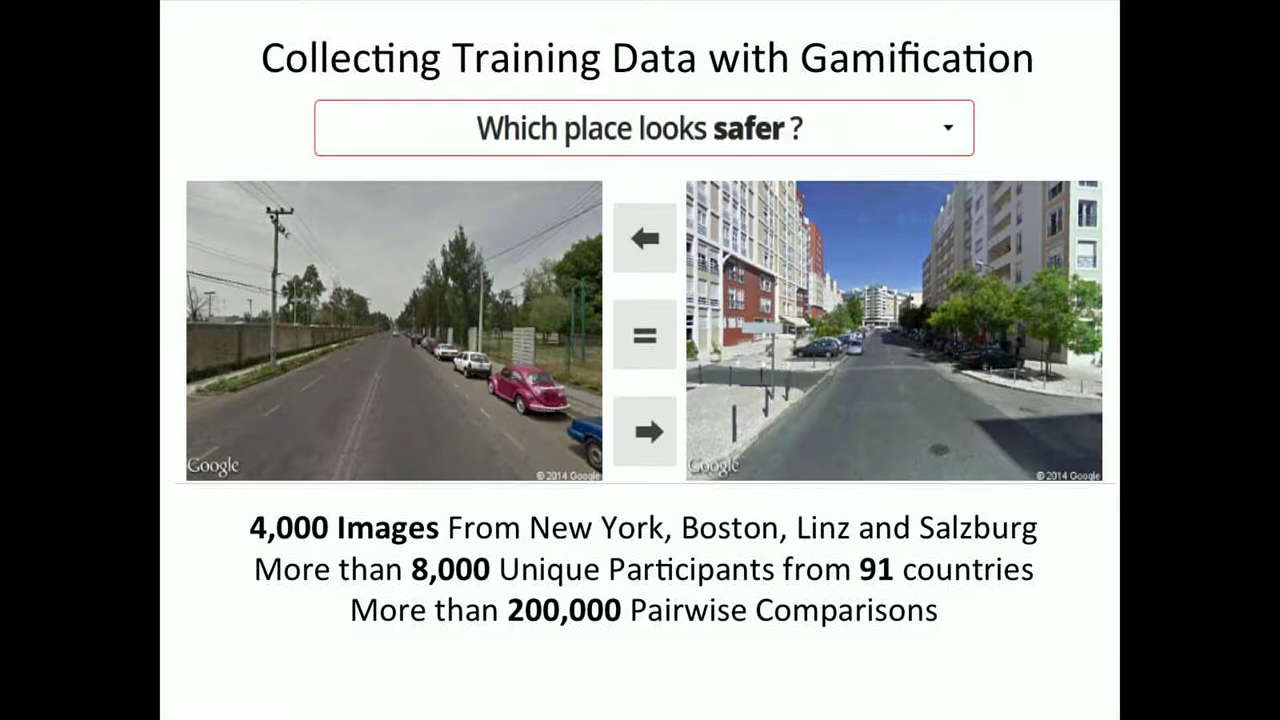 Collecting Training Data with Gamification
Which place looks safer ?
Google
© 2014 Google
Google
© 2014 Google
4,000 Images From New York, Boston, Linz and Salzburg
More than 8,000 Unique Participants from 91 countries
More than 200,000 Pairwise Comparisons